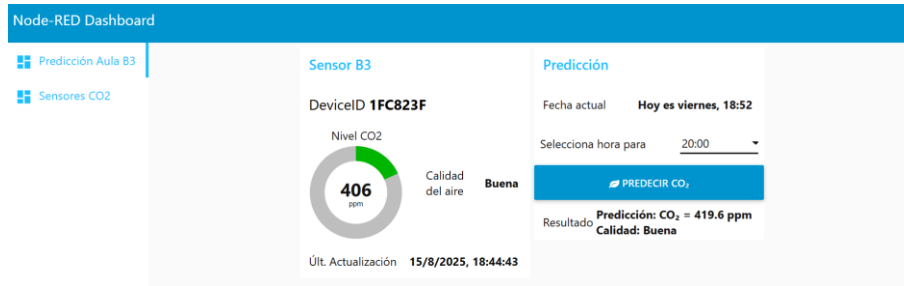 Node-RED Dashboard
Predicción Aula B3
Sensores CO2
Sensor B3
DeviceID 1FC823F
Nivel CO2
406
ppm
Calidad
del aire
Buena
Últ. Actualización 15/8/2025, 18:44:43
Predicción
Fecha actual Hoy es viernes, 18:52
Selecciona hora para 20:00
PREDECIR CO₂
Resultado
Predicción: CO₂ = 419.6 ppm
Calidad: Buena